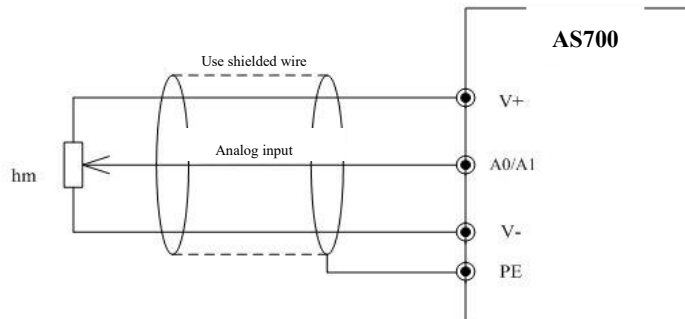 AS700
Use shielded wire
V+
Analog input
A0/A1
hm
V-
PE